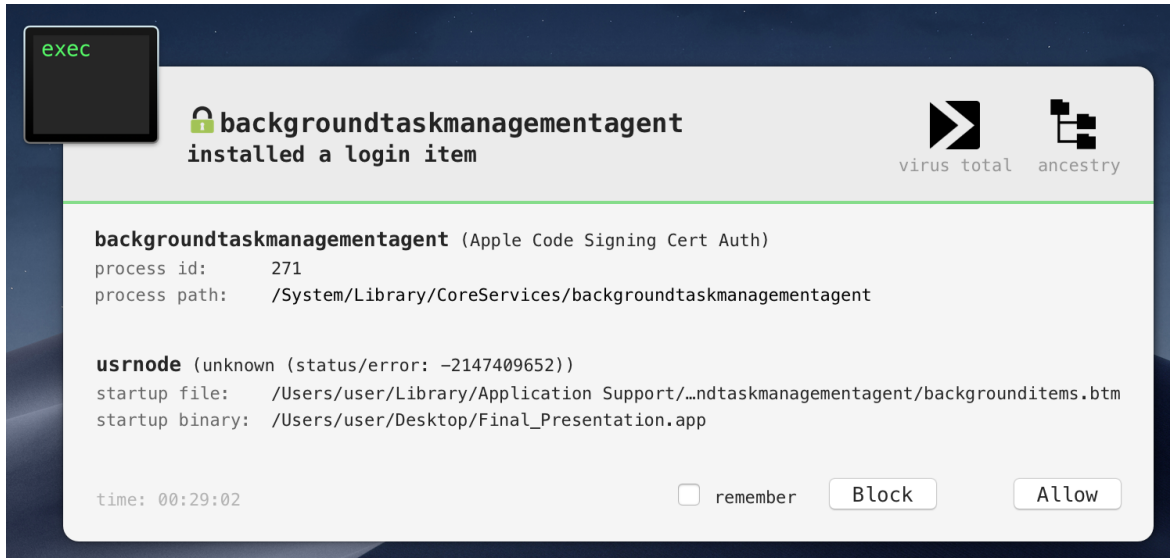 exec
backgroundtaskmanagementagent
installed a login item
virus total
ancestry
backgroundtaskmanagementagent (Apple Code Signing Cert Auth)
process id: 271
process path: /System/Library/CoreServices/backgroundtaskmanagementagent
usrnode (unknown (status/error: -2147409652))
startup file: /Users/user/Library/Application Support/…ndtaskmanagementagent/backgrounditems.btm
startup binary: /Users/user/Desktop/Final_Presentation.app
time: 00:29:02
remember
Block
Allow